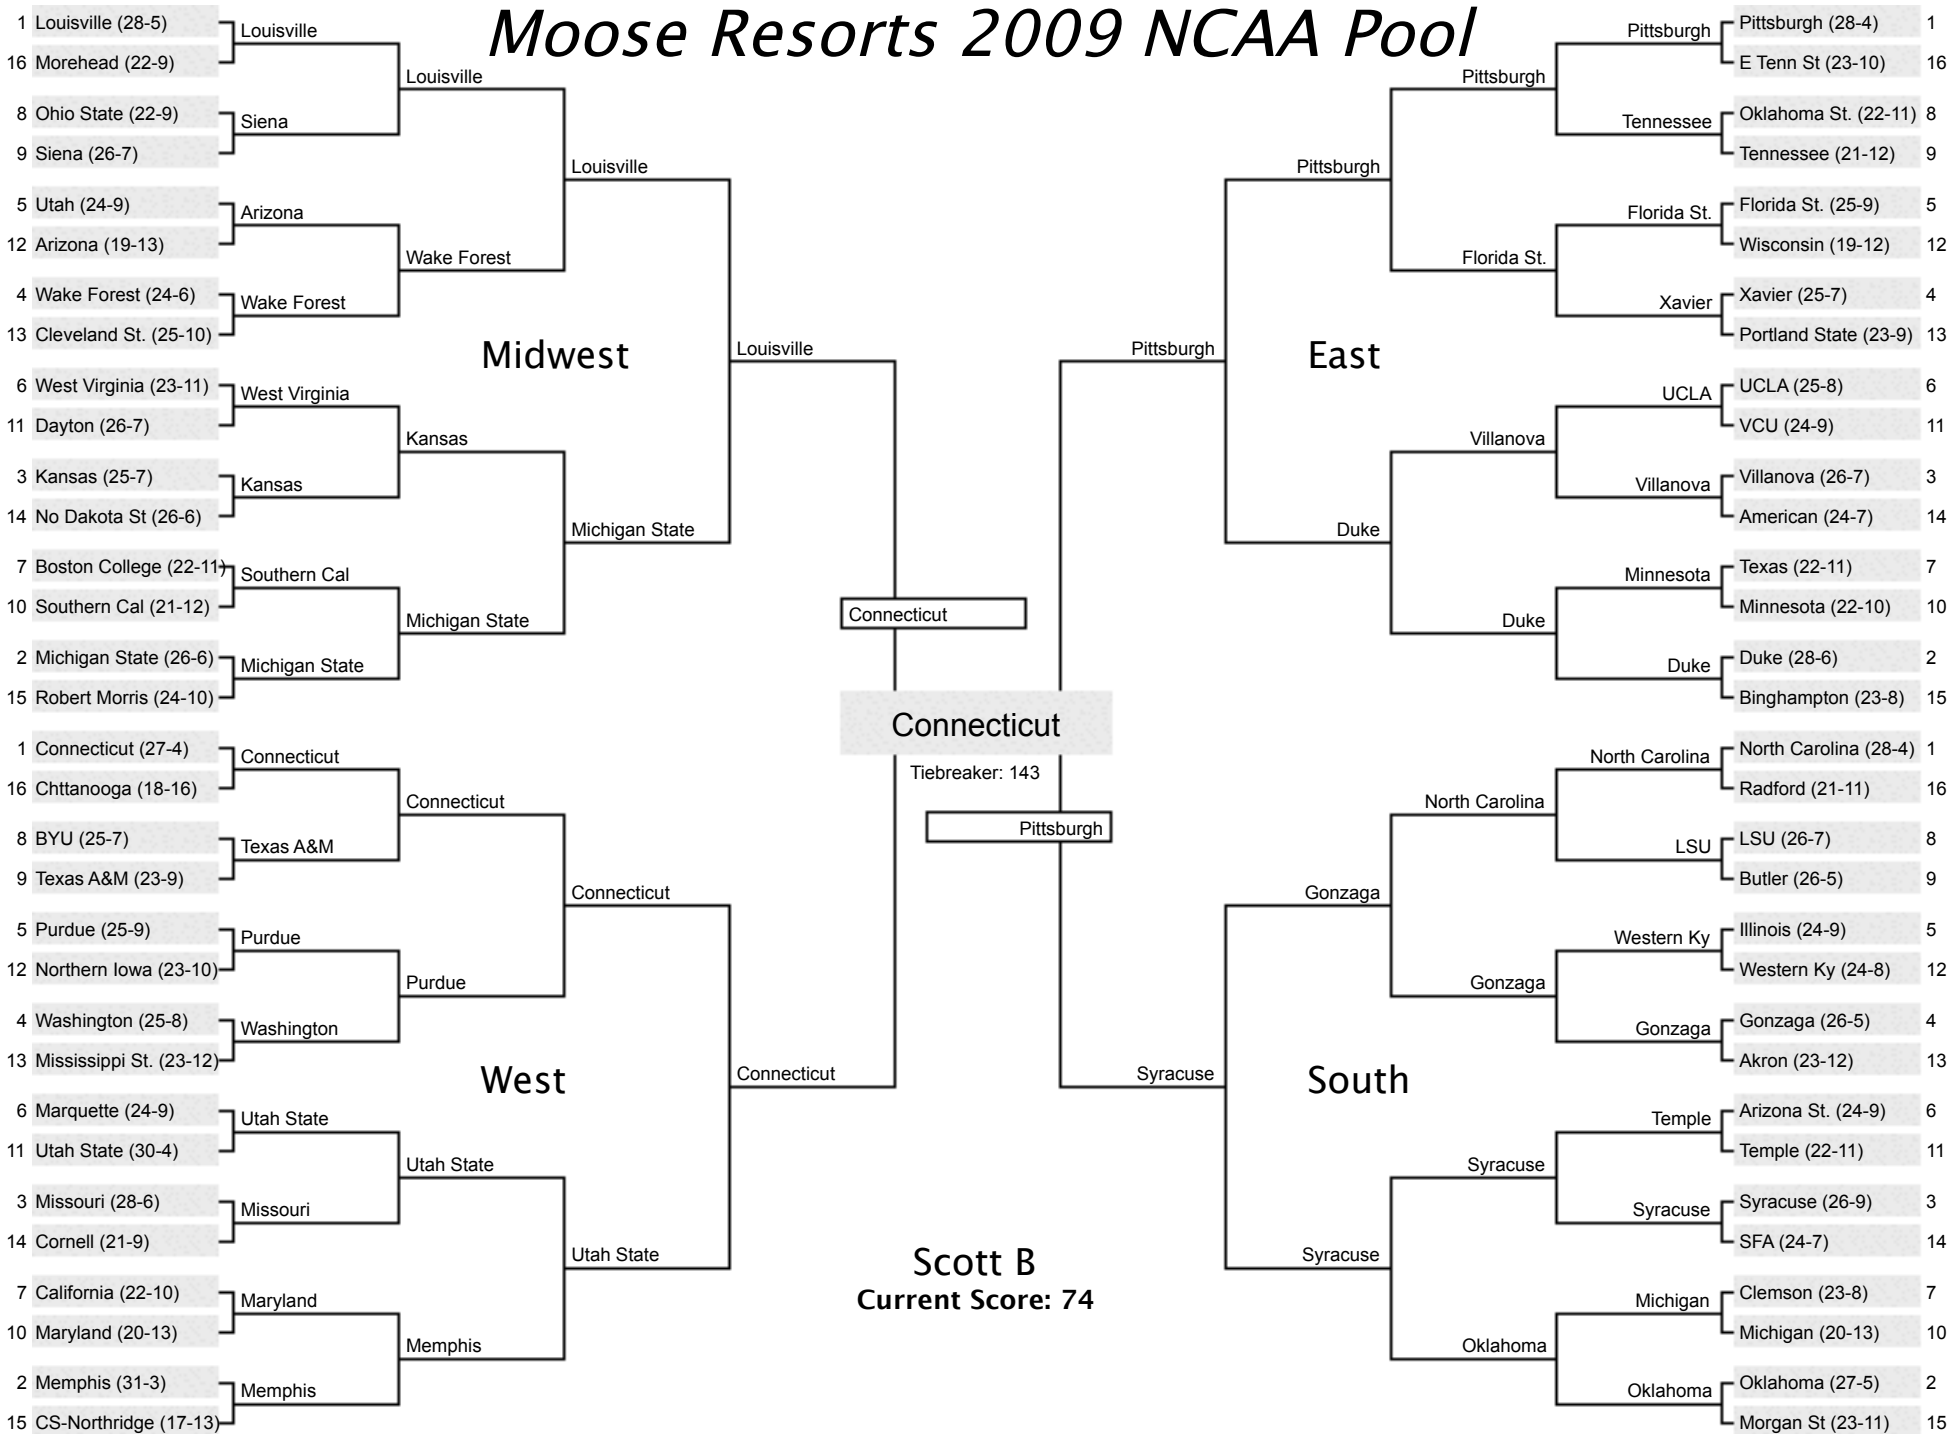 Moose Resorts 2009 NCAA Pool
1 Louisville (28-5)
16 Morehead (22-9)
8 Ohio State (22-9)
9 Siena (26-7)
5 Utah (24-9)
12 Arizona (19-13)
4 Wake Forest (24-6)
13 Cleveland St. (25-10)
6 West Virginia (23-11)
11 Dayton (26-7)
3 Kansas (25-7)
14 No Dakota St (26-6)
7 Boston College (22-11)
10 Southern Cal (21-12)
2 Michigan State (26-6)
15 Robert Morris (24-10)
Louisville
Siena
Arizona
Wake Forest
West Virginia
Kansas
Southern Cal
Michigan State
Louisville
Wake Forest
Kansas
Michigan State
Louisville
Michigan State
Midwest
Louisville
1 Connecticut (27-4)
16 Chttanooga (18-16)
8 BYU (25-7)
9 Texas A&M (23-9)
5 Purdue (25-9)
12 Northern Iowa (23-10)
4 Washington (25-8)
13 Mississippi St. (23-12)
6 Marquette (24-9)
11 Utah State (30-4)
3 Missouri (28-6)
14 Cornell (21-9)
7 California (22-10)
10 Maryland (20-13)
2 Memphis (31-3)
15 CS-Northridge (17-13)
Connecticut
Texas A&M
Purdue
Washington
Utah State
Missouri
Maryland
Memphis
Connecticut
Purdue
Utah State
Memphis
Connecticut
Utah State
West
Connecticut
Connecticut
Connecticut
Tiebreaker: 143
Pittsburgh
Scott B
Current Score: 74
Pittsburgh
East
Pittsburgh
Duke
Pittsburgh
Florida St.
Villanova
Duke
Pittsburgh
Tennessee
Florida St.
Xavier
UCLA
Villanova
Minnesota
Duke
Pittsburgh (28-4) 1
E Tenn St (23-10) 16
Oklahoma St. (22-11) 8
Tennessee (21-12) 9
Florida St. (25-9) 5
Wisconsin (19-12) 12
Xavier (25-7) 4
Portland State (23-9) 13
UCLA (25-8) 6
VCU (24-9) 11
Villanova (26-7) 3
American (24-7) 14
Texas (22-11) 7
Minnesota (22-10) 10
Duke (28-6) 2
Binghampton (23-8) 15
Syracuse
South
Gonzaga
Syracuse
North Carolina
Gonzaga
Syracuse
Oklahoma
North Carolina
LSU
Western Ky
Gonzaga
Temple
Syracuse
Michigan
Oklahoma
North Carolina (28-4) 1
Radford (21-11) 16
LSU (26-7) 8
Butler (26-5) 9
Illinois (24-9) 5
Western Ky (24-8) 12
Gonzaga (26-5) 4
Akron (23-12) 13
Arizona St. (24-9) 6
Temple (22-11) 11
Syracuse (26-9) 3
SFA (24-7) 14
Clemson (23-8) 7
Michigan (20-13) 10
Oklahoma (27-5) 2
Morgan St (23-11) 15